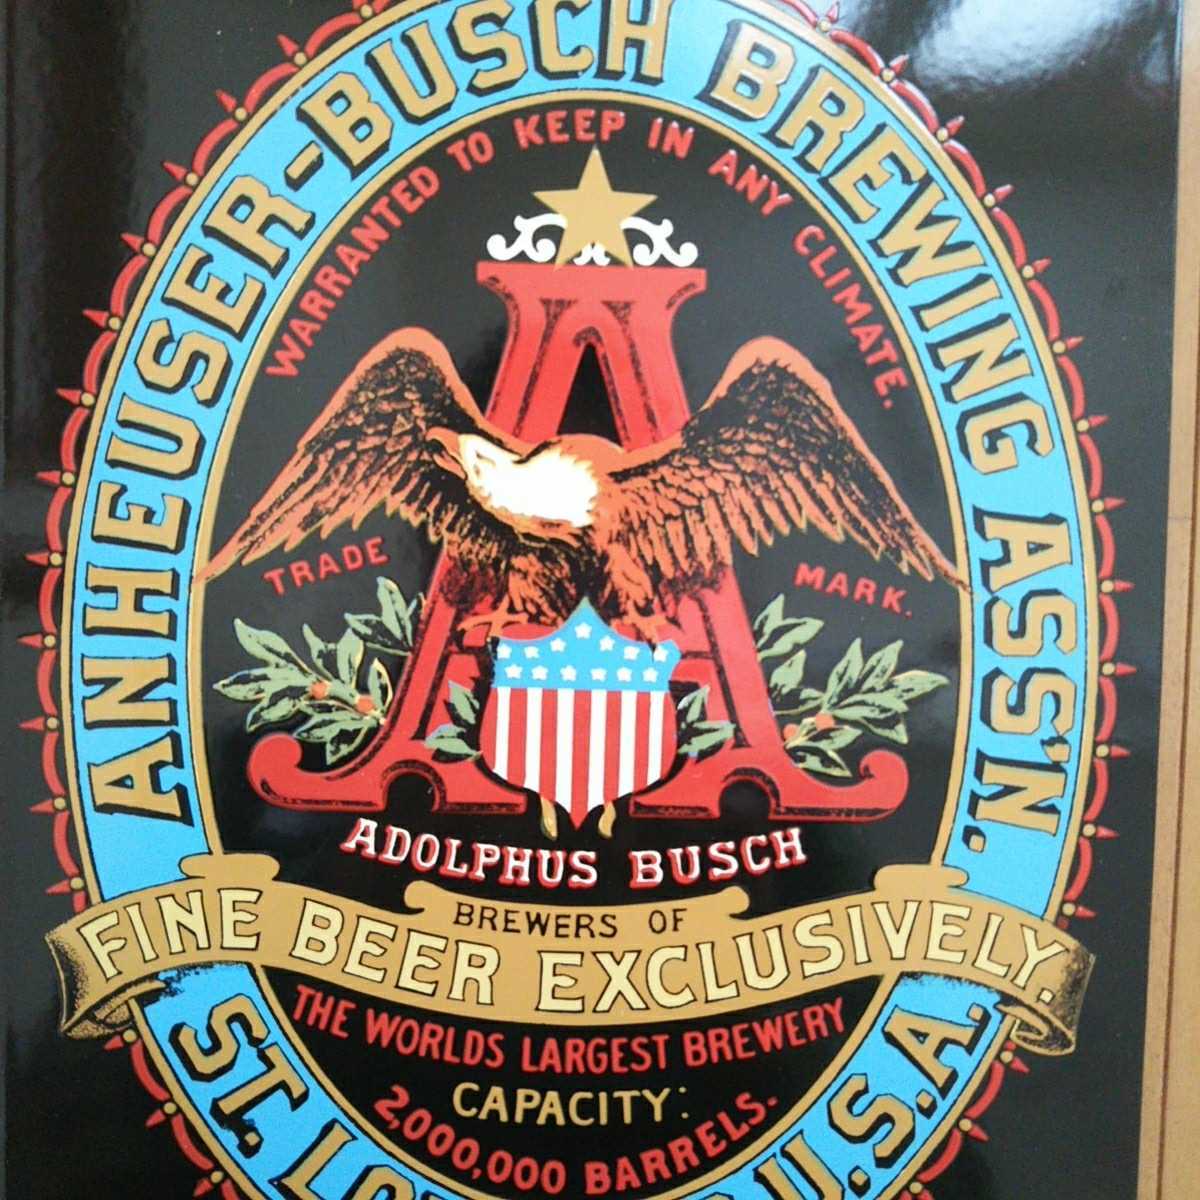 ANHEUSER-BUSCH BREWING ASS'N.
WARRANTED TO KEEP IN ANY CLIMATE.
A
TRADE MARK.
ADOLPHUS BUSCH
BREWERS OF
FINE BEER EXCLUSIVELY.
THE WORLDS LARGEST BREWERY
CAPACITY:
2,000,000 BARRELS.
ST. U.S.A.